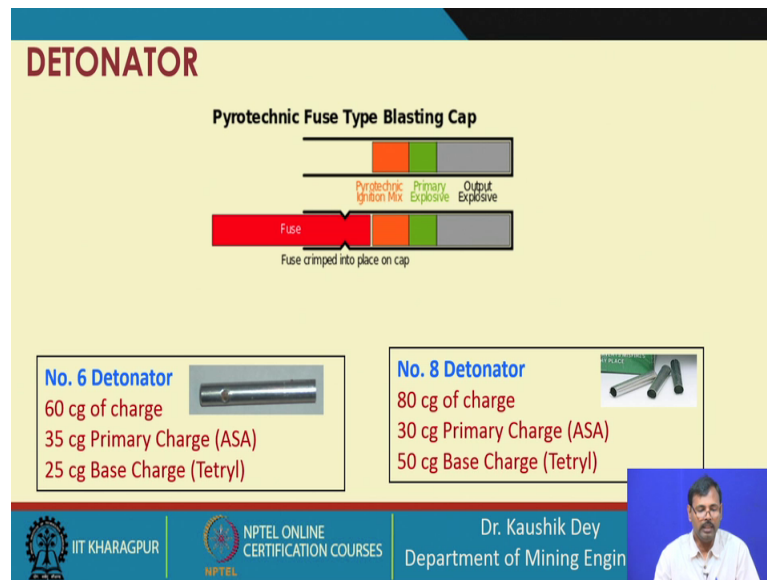 DETONATOR
Pyrotechnic Fuse Type Blasting Cap
Pyrotechnic Primary Output
Ignition Mix Explosive Explosive
Fuse
Fuse crimped into place on cap
No. 6 Detonator
60 cg of charge
35 cg Primary Charge (ASA)
25 cg Base Charge (Tetryl)
No. 8 Detonator
80 cg of charge
30 cg Primary Charge (ASA)
50 cg Base Charge (Tetryl)
PLACE
IIT KHARAGPUR
NPTEL
NPTEL ONLINE
CERTIFICATION COURSES
Dr. Kaushik Dey
Department of Mining Engin